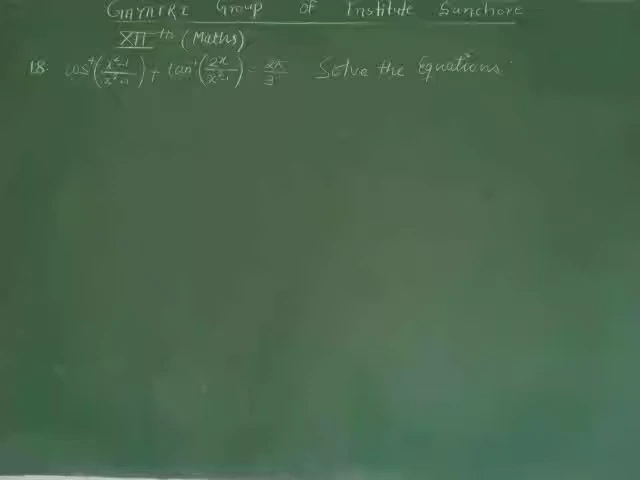 GAYATRI Group of Institute Sanchore
XII th (Maths)
18. cos⁻¹(x²-1/x²+1) + tan⁻¹(2x/x²-1) = 2π/3 Solve the Equations.